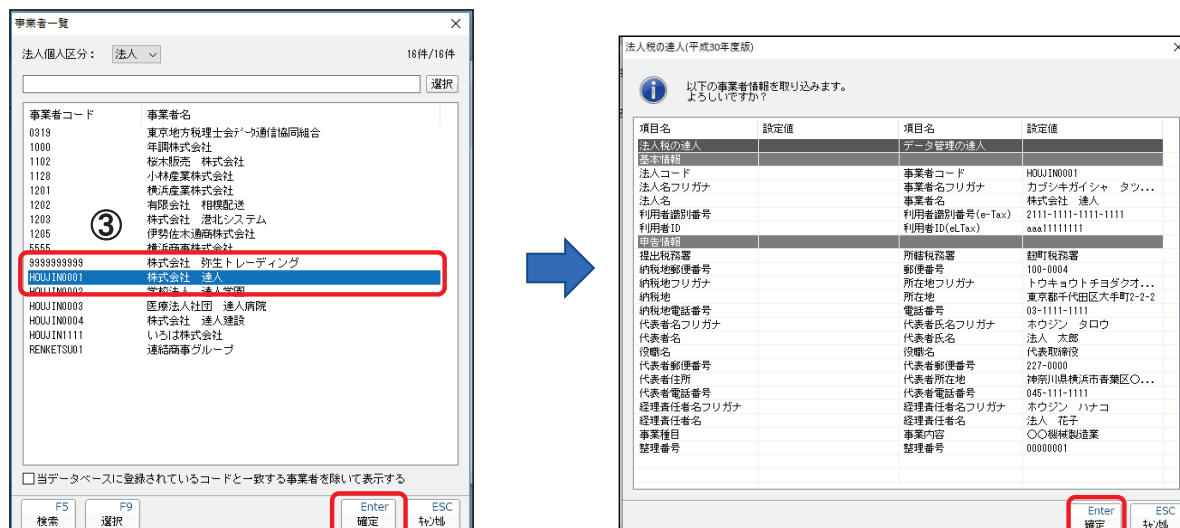 事業者一覧
法人個人区分： 法人 16件/16件
選択
事業者コード 事業者名
0319 東京地方税理士会ﾃﾞｰﾀ通信協同組合
1000 年調株式会社
1102 桜木販売 株式会社
1128 小林産業株式会社
1201 横浜産業株式会社
1202 有限会社 相模配送
1203 株式会社 港北システム
③
1205 伊勢佐木通商株式会社
5555 横浜商事株式会社
9999999999 株式会社 弥生トレーディング
HOUJIN0001 株式会社 達人
HOUJIN0002 学校法人 達人学園
HOUJIN0003 医療法人社団 達人病院
HOUJIN0004 株式会社 達人建設
HOUJIN1111 いろは株式会社
RENKETSU01 連結商事グループ
当データベースに登録されているコードと一致する事業者を除いて表示する
F5 検索
F9 選択
Enter 確定
ESC ｷｬﾝｾﾙ
法人税の達人(平成30年度版)
以下の事業者情報を取り込みます。
よろしいですか？
項目名 設定値 項目名 設定値
法人税の達人 データ管理の達人
基本情報
法人コード 事業者コード HOUJIN0001
法人名フリガナ 事業者名フリガナ カブシキガイシャ タツ...
法人名 事業者名 株式会社 達人
利用者識別番号 利用者識別番号(e-Tax) 2111-1111-1111-1111
利用者ID 利用者ID(eLTax) aaa11111111
申告情報
提出税務署 所轄税務署 麹町税務署
納税地郵便番号 郵便番号 100-0004
納税地フリガナ 所在地フリガナ トウキョウトチヨダクオ...
納税地 所在地 東京都千代田区大手町2-2-2
納税地電話番号 電話番号 03-1111-1111
代表者名フリガナ 代表者氏名フリガナ ホウジン タロウ
代表者名 代表者氏名 法人 太郎
役職名 役職名 代表取締役
代表者郵便番号 代表者郵便番号 227-0000
代表者住所 代表者所在地 神奈川県横浜市青葉区〇...
代表者電話番号 代表者電話番号 045-111-1111
経理責任者名フリガナ 経理責任者名フリガナ ホウジン ハナコ
経理責任者名 経理責任者名 法人 花子
事業種目 事業内容 〇〇機械製造業
整理番号 整理番号 00000001
Enter 確定
ESC ｷｬﾝｾﾙ